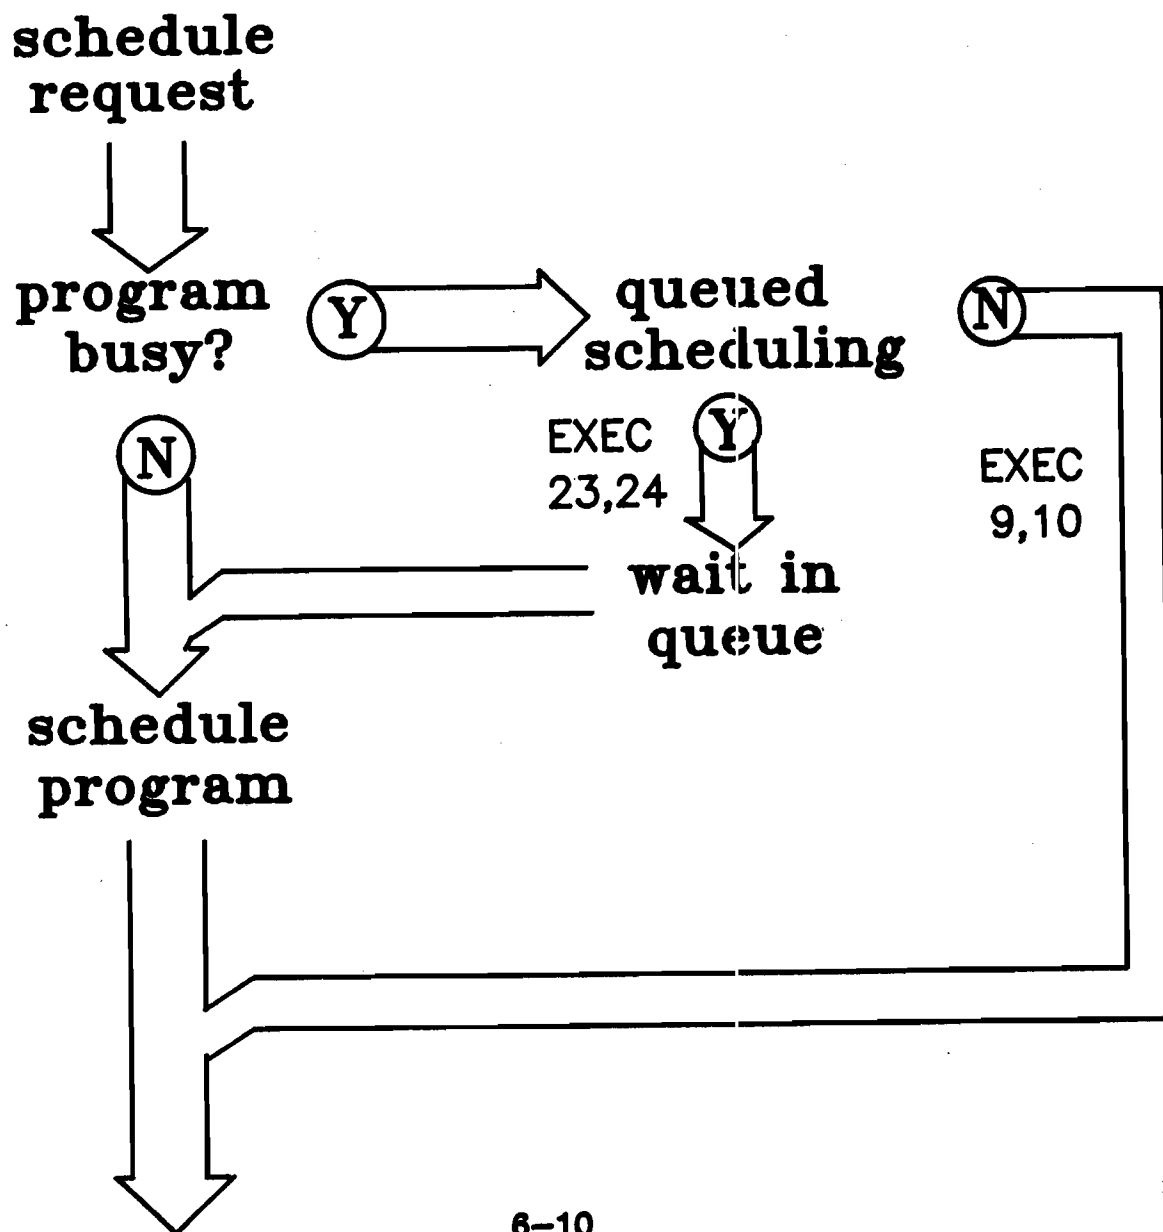 schedule
request
program
busy?
Y
queued
scheduling
N
N
EXEC
23,24
Y
EXEC
9,10
wait in
queue
schedule
program
6-10